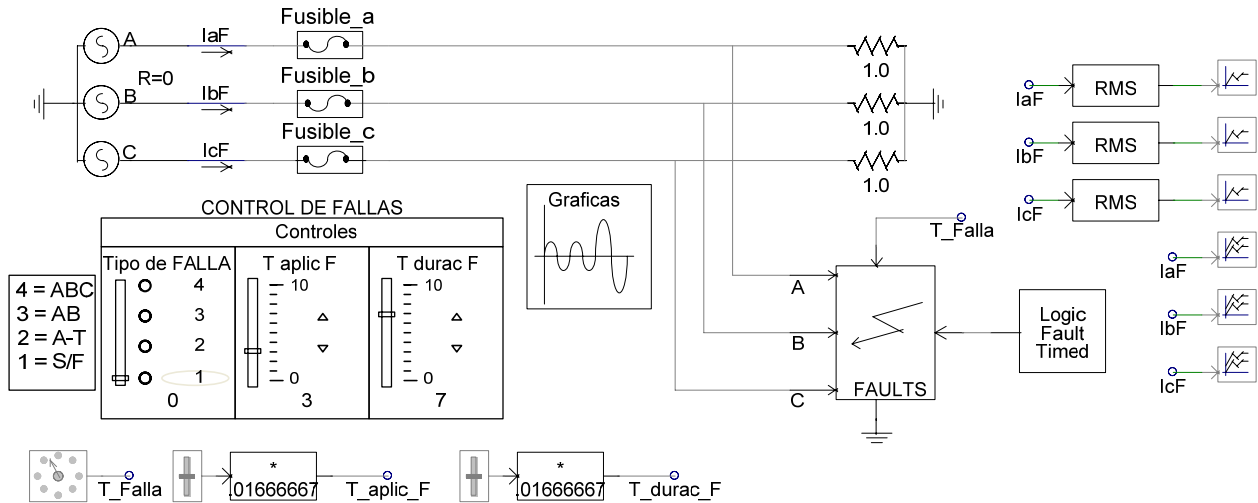 Fusible_a
A
IaF
R=0
1.0
Fusible_b
B
IbF
1.0
Fusible_c
C
IcF
1.0
IaF
RMS
IbF
RMS
IcF
RMS
CONTROL DE FALLAS
Controles
Tipo de FALLA
4
3
2
1
0
T aplic F
10
0
3
T durac F
10
0
7
4 = ABC
3 = AB
2 = A-T
1 = S/F
Graficas
T_Falla
A
B
C
FAULTS
Logic
Fault
Timed
IaF
IbF
IcF
T_Falla
*
.01666667
T_aplic_F
*
.01666667
T_durac_F